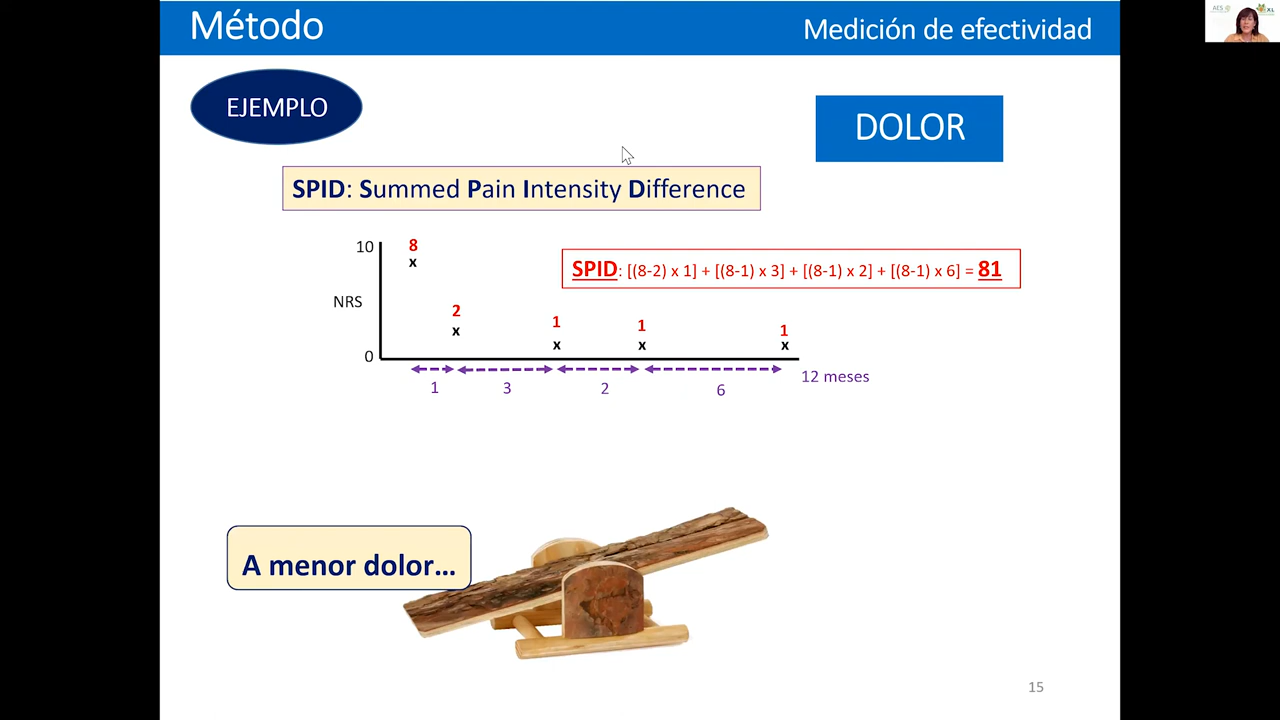 Método
Medición de efectividad
EJEMPLO
DOLOR
SPID: Summed Pain Intensity Difference
10
8
x
SPID: [(8-2) x 1] + [(8-1) x 3] + [(8-1) x 2] + [(8-1) x 6] = 81
NRS
2
x
1
x
1
x
1
x
0
1
3
2
6
12 meses
A menor dolor...
15
AES
XL